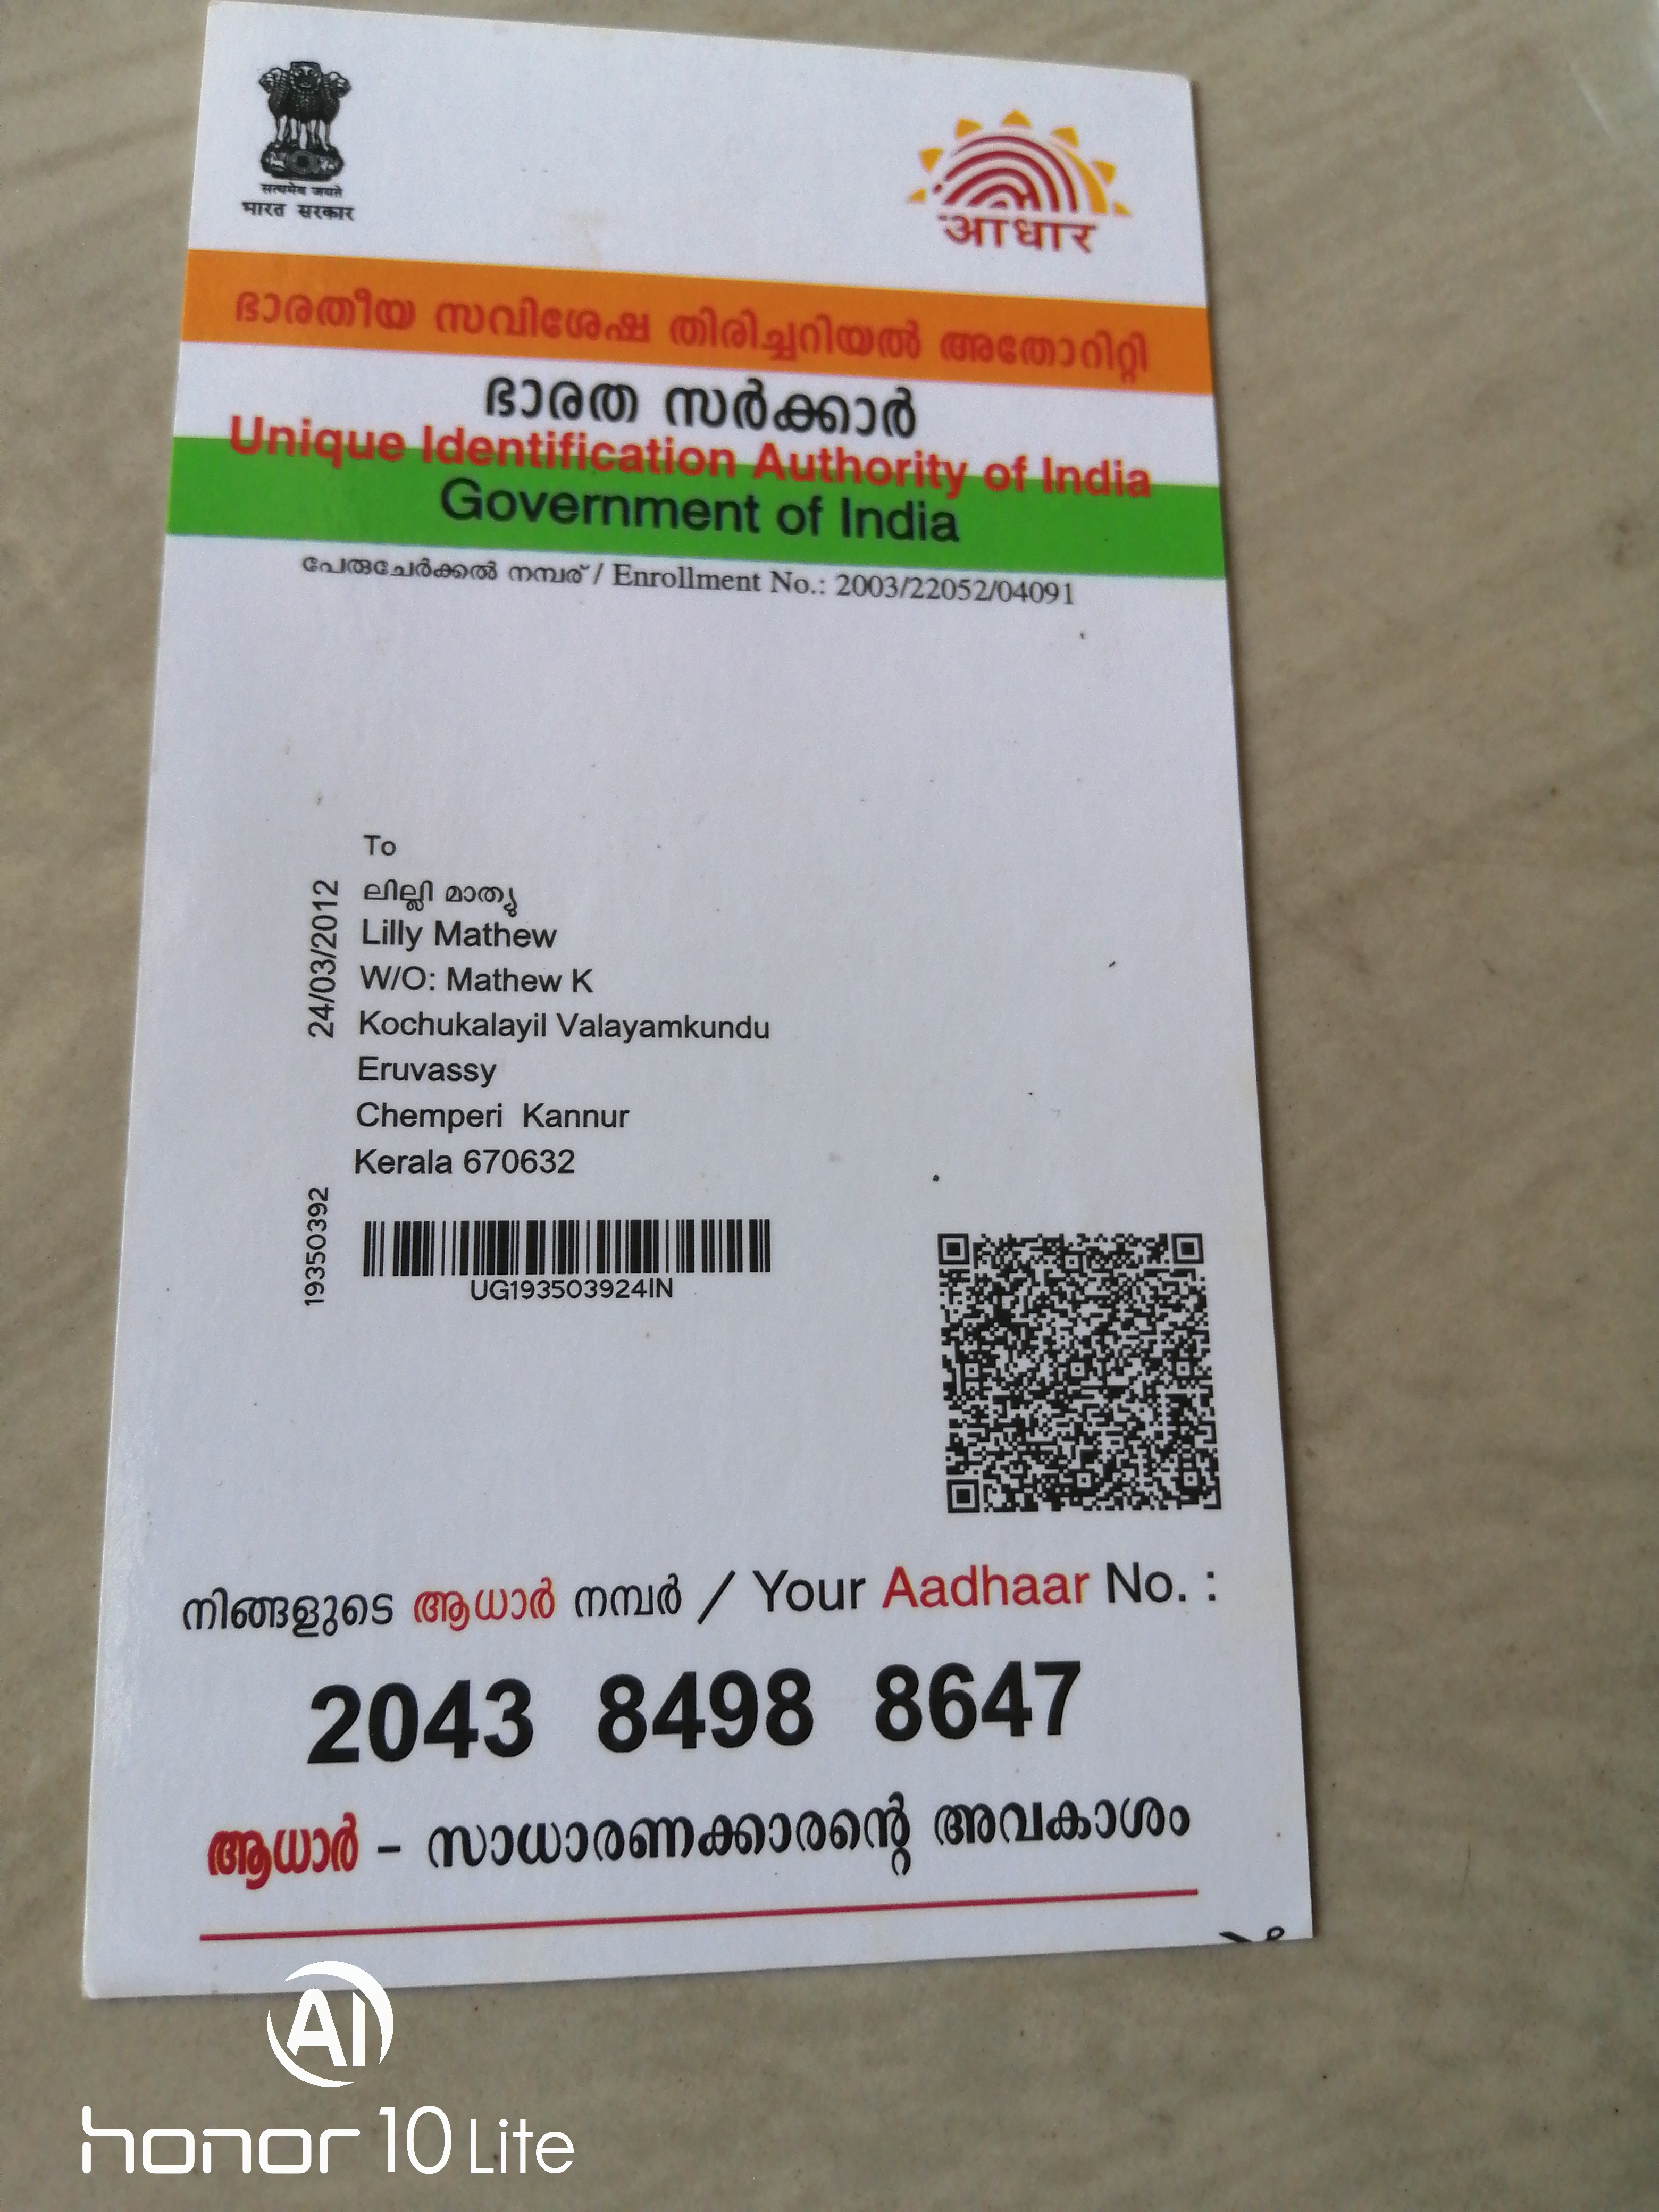 सत्यमेव जयते
भारत सरकार
आधार
ഭാരതീയ സവിശേഷ തിരിച്ചറിയൽ അതോറിറ്റി
ഭാരത സർക്കാർ
Unique Identification Authority of India
Government of India
പേരുചേർക്കൽ നമ്പര് / Enrollment No.: 2003/22052/04091
To
ലില്ലി മാത്യു
Lilly Mathew
W/O: Mathew K
Kochukalayil Valayamkundu
Eruvassy
Chemperi Kannur
Kerala 670632
24/03/2012
19350392
UG193503924IN
നിങ്ങളുടെ ആധാർ നമ്പർ / Your Aadhaar No. :
2043 8498 8647
ആധാർ – സാധാരണക്കാരന്റെ അവകാശം
AI
honor 10 Lite